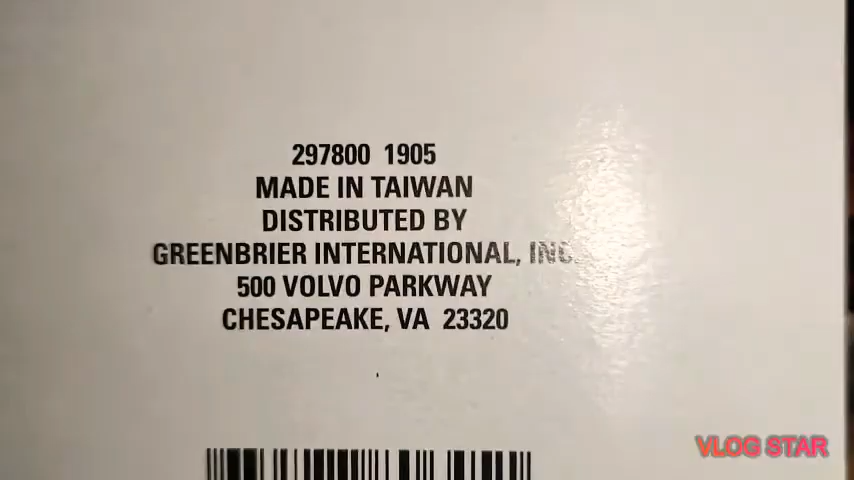 297800 1905
MADE IN TAIWAN
DISTRIBUTED BY
GREENBRIER INTERNATIONAL, INC.
500 VOLVO PARKWAY
CHESAPEAKE, VA 23320
VLOG STAR